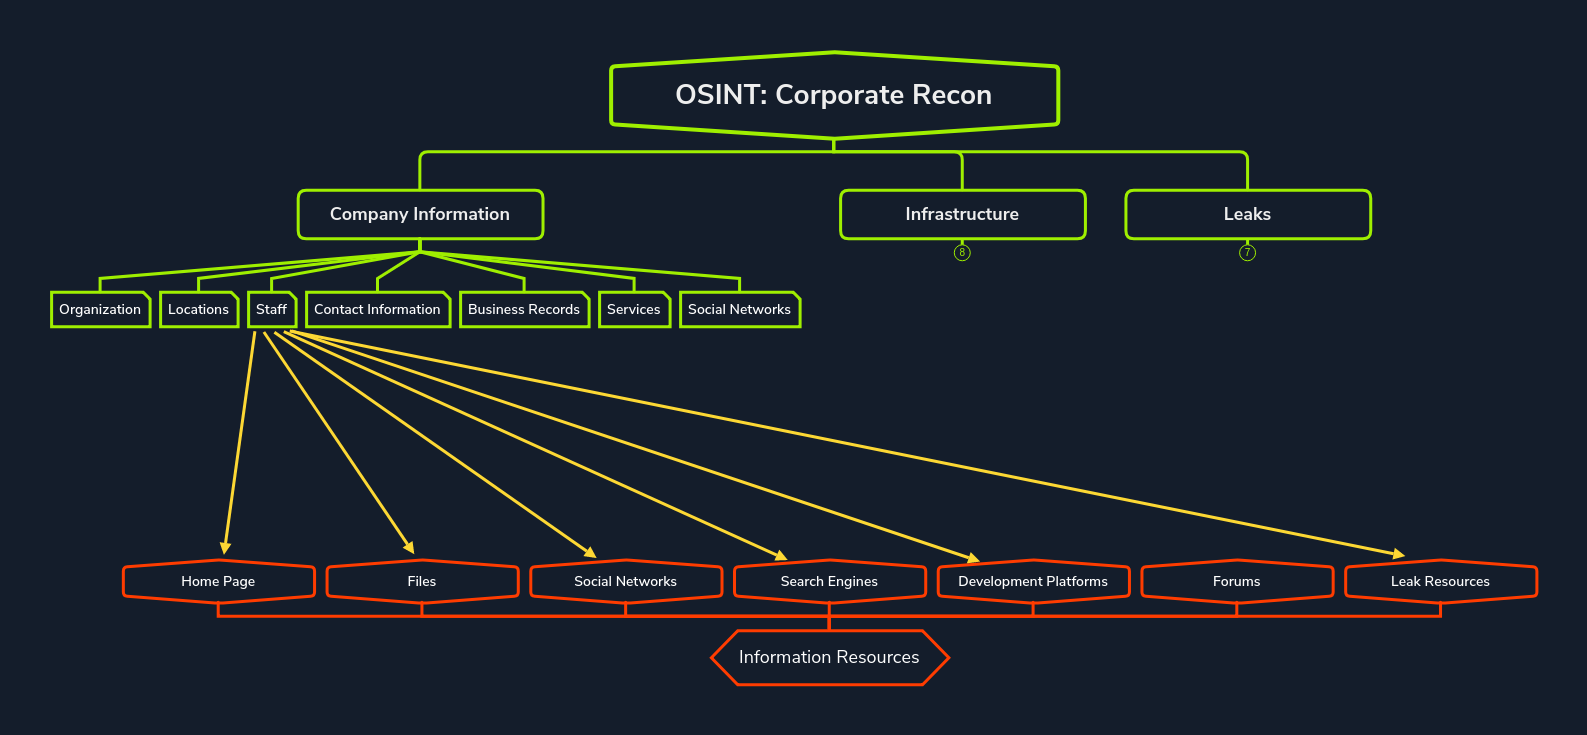 OSINT: Corporate Recon
Company Information
Infrastructure
Leaks
8
7
Organization
Locations
Staff
Contact Information
Business Records
Services
Social Networks
Home Page
Files
Social Networks
Search Engines
Development Platforms
Forums
Leak Resources
Information Resources